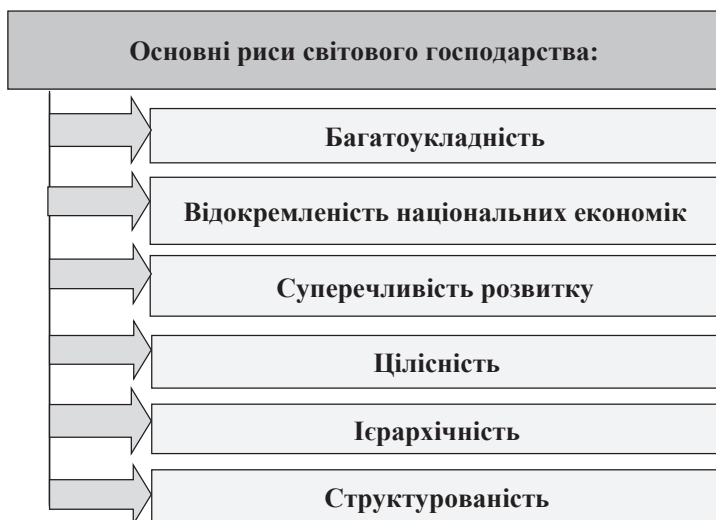 Основні риси світового господарства:
Багатоукладність
Відокремленість національних економік
Суперечливість розвитку
Цілісність
Ієрархічність
Структурованість